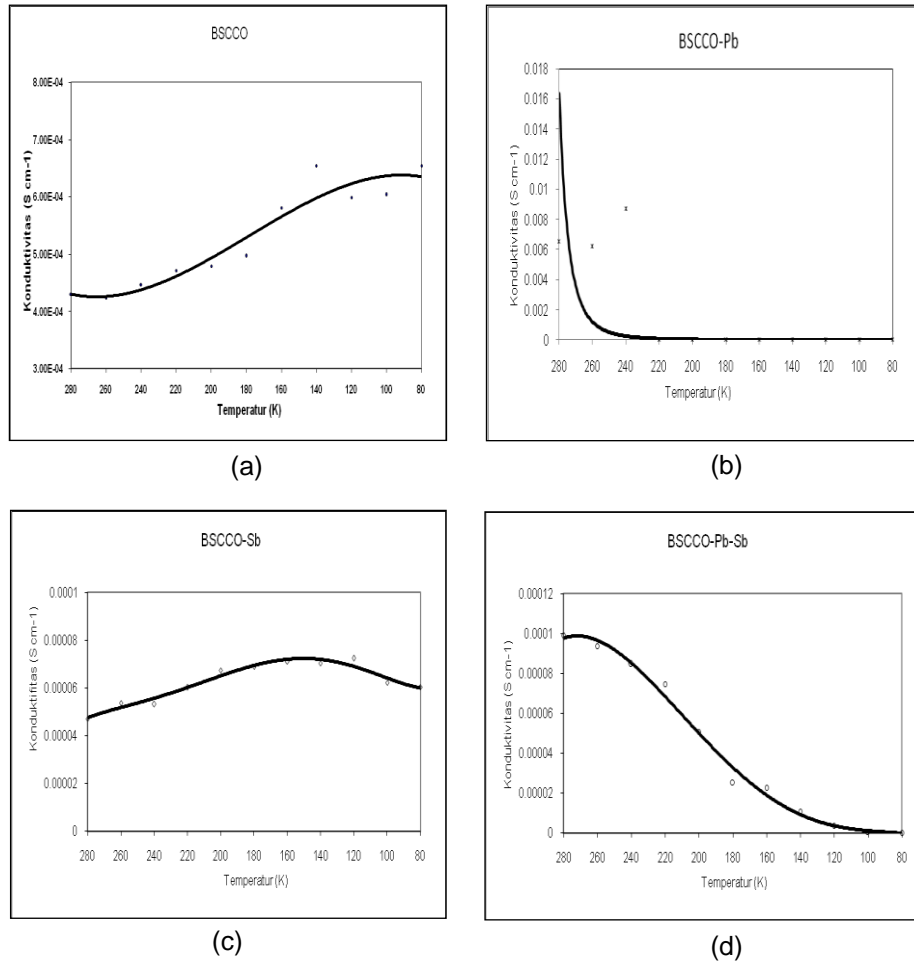 BSCCO
8.00E-04
7.00E-04
6.00E-04
5.00E-04
4.00E-04
3.00E-04
Konduktivitas (S cm-1)
280 260 240 220 200 180 160 140 120 100 80
Temperatur (K)
(a)
BSCCO-Pb
0.018
0.016
0.014
0.012
0.01
0.008
0.006
0.004
0.002
0
Konduktivitas (S cm-1)
280 260 240 220 200 180 160 140 120 100 80
Temperatur (K)
(b)
BSCCO-Sb
0.0001
0.00008
0.00006
0.00004
0.00002
0
Konduktifitas (S cm-1)
280 260 240 220 200 180 160 140 120 100 80
Temperatur (K)
(c)
BSCCO-Pb-Sb
0.00012
0.0001
0.00008
0.00006
0.00004
0.00002
0
Konduktivitas (S cm-1)
280 260 240 220 200 180 160 140 120 100 80
Temperatur (K)
(d)